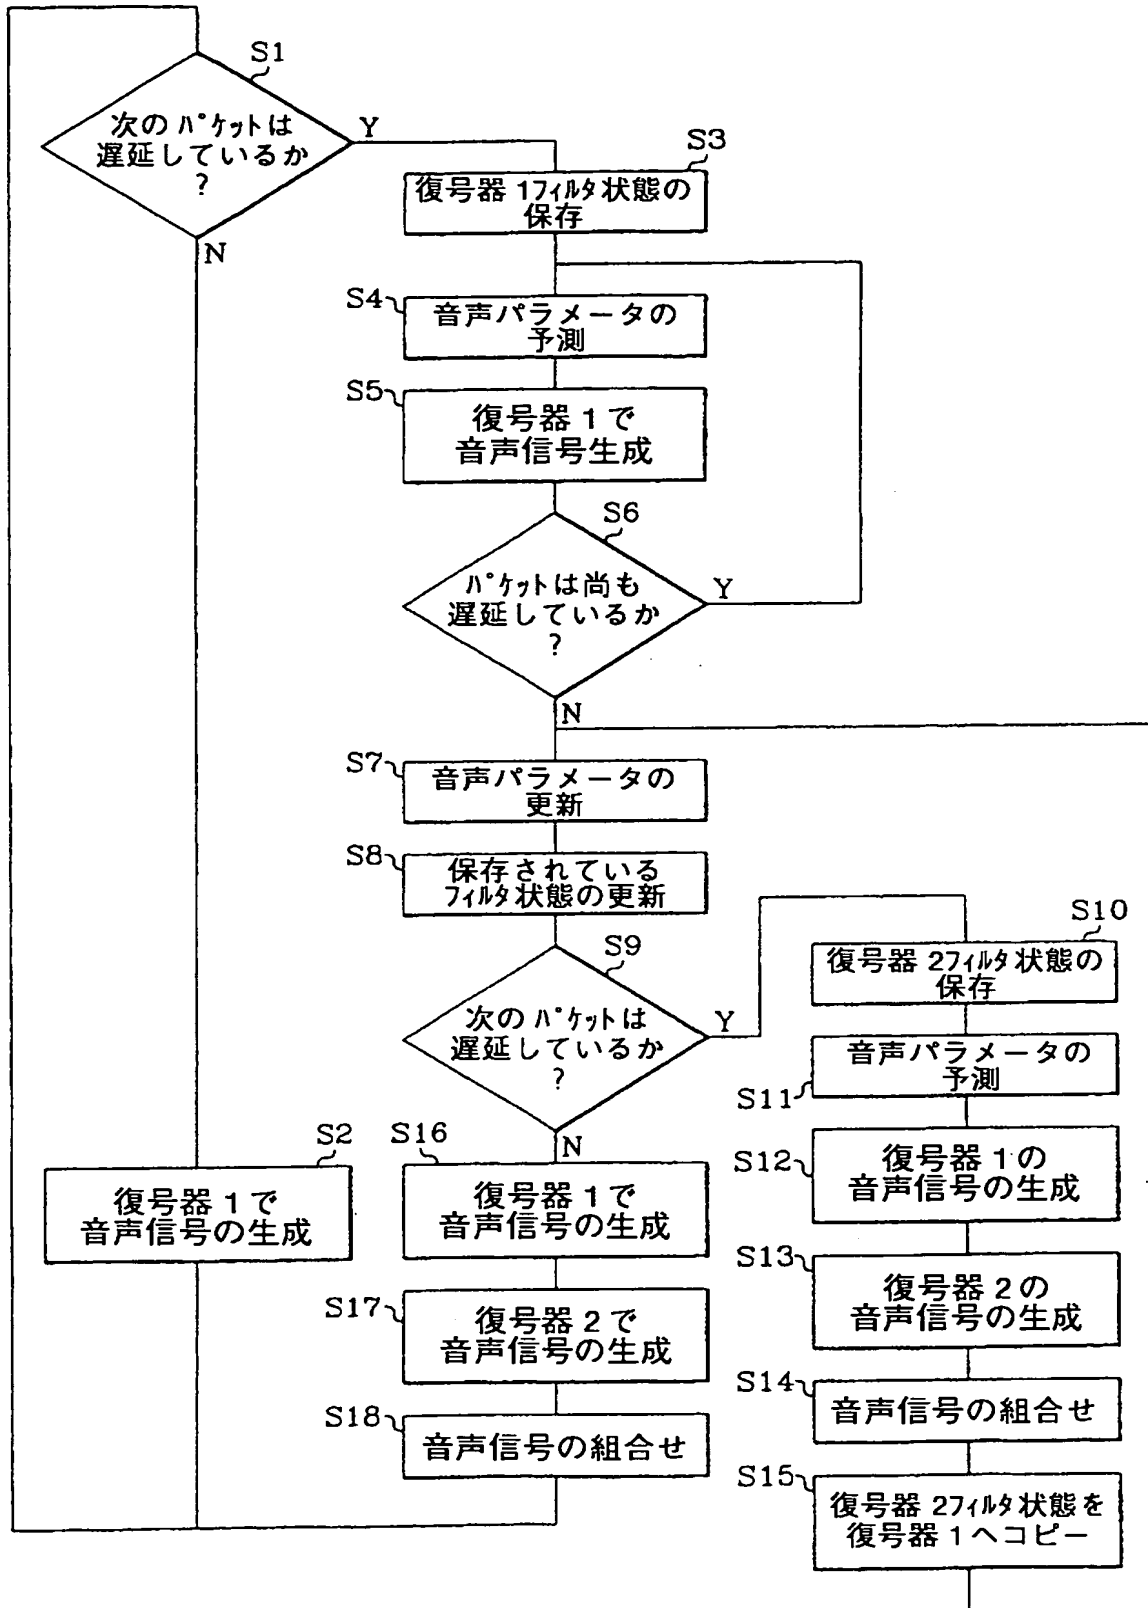 S1
次のパケットは
遅延しているか
?
Y
N
S3
復号器1フィルタ状態の
保存
S4
音声パラメータの
予測
S5
復号器1で
音声信号生成
S6
パケットは尚も
遅延しているか
?
Y
N
S7
音声パラメータの
更新
S8
保存されている
フィルタ状態の更新
S9
次のパケットは
遅延しているか
?
Y
N
S10
復号器2フィルタ状態の
保存
S11
音声パラメータの
予測
S12
復号器1の
音声信号の生成
S13
復号器2の
音声信号の生成
S14
音声信号の組合せ
S15
復号器2フィルタ状態を
復号器1へコピー
S2
復号器1で
音声信号の生成
S16
復号器1で
音声信号の生成
S17
復号器2で
音声信号の生成
S18
音声信号の組合せ